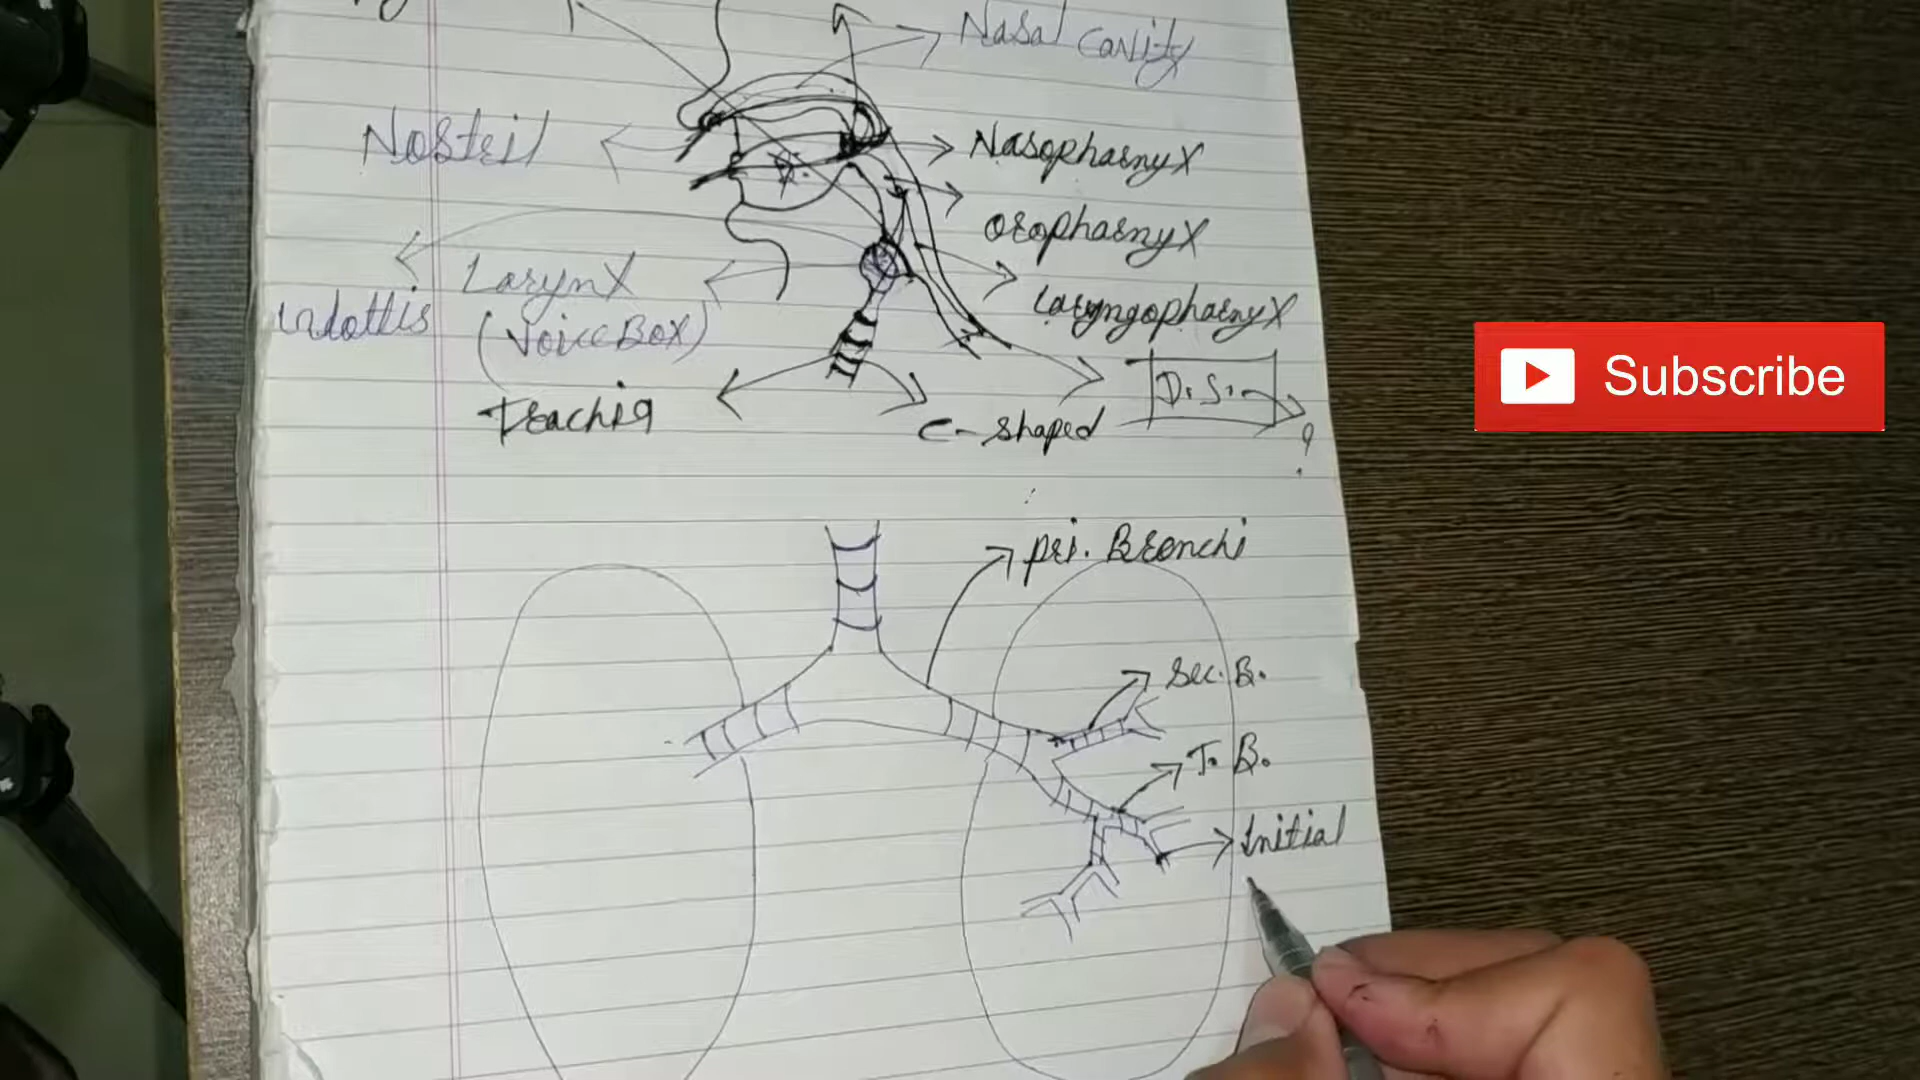 Nasal cavity
Nostril
Nasopharynx
oropharynx
Larynx
(Voice Box)
Laryngopharynx
Trachea
C-shaped
D.S.
?
Subscribe
pri. Bronchi
Sec. B.
T. B.
Initial